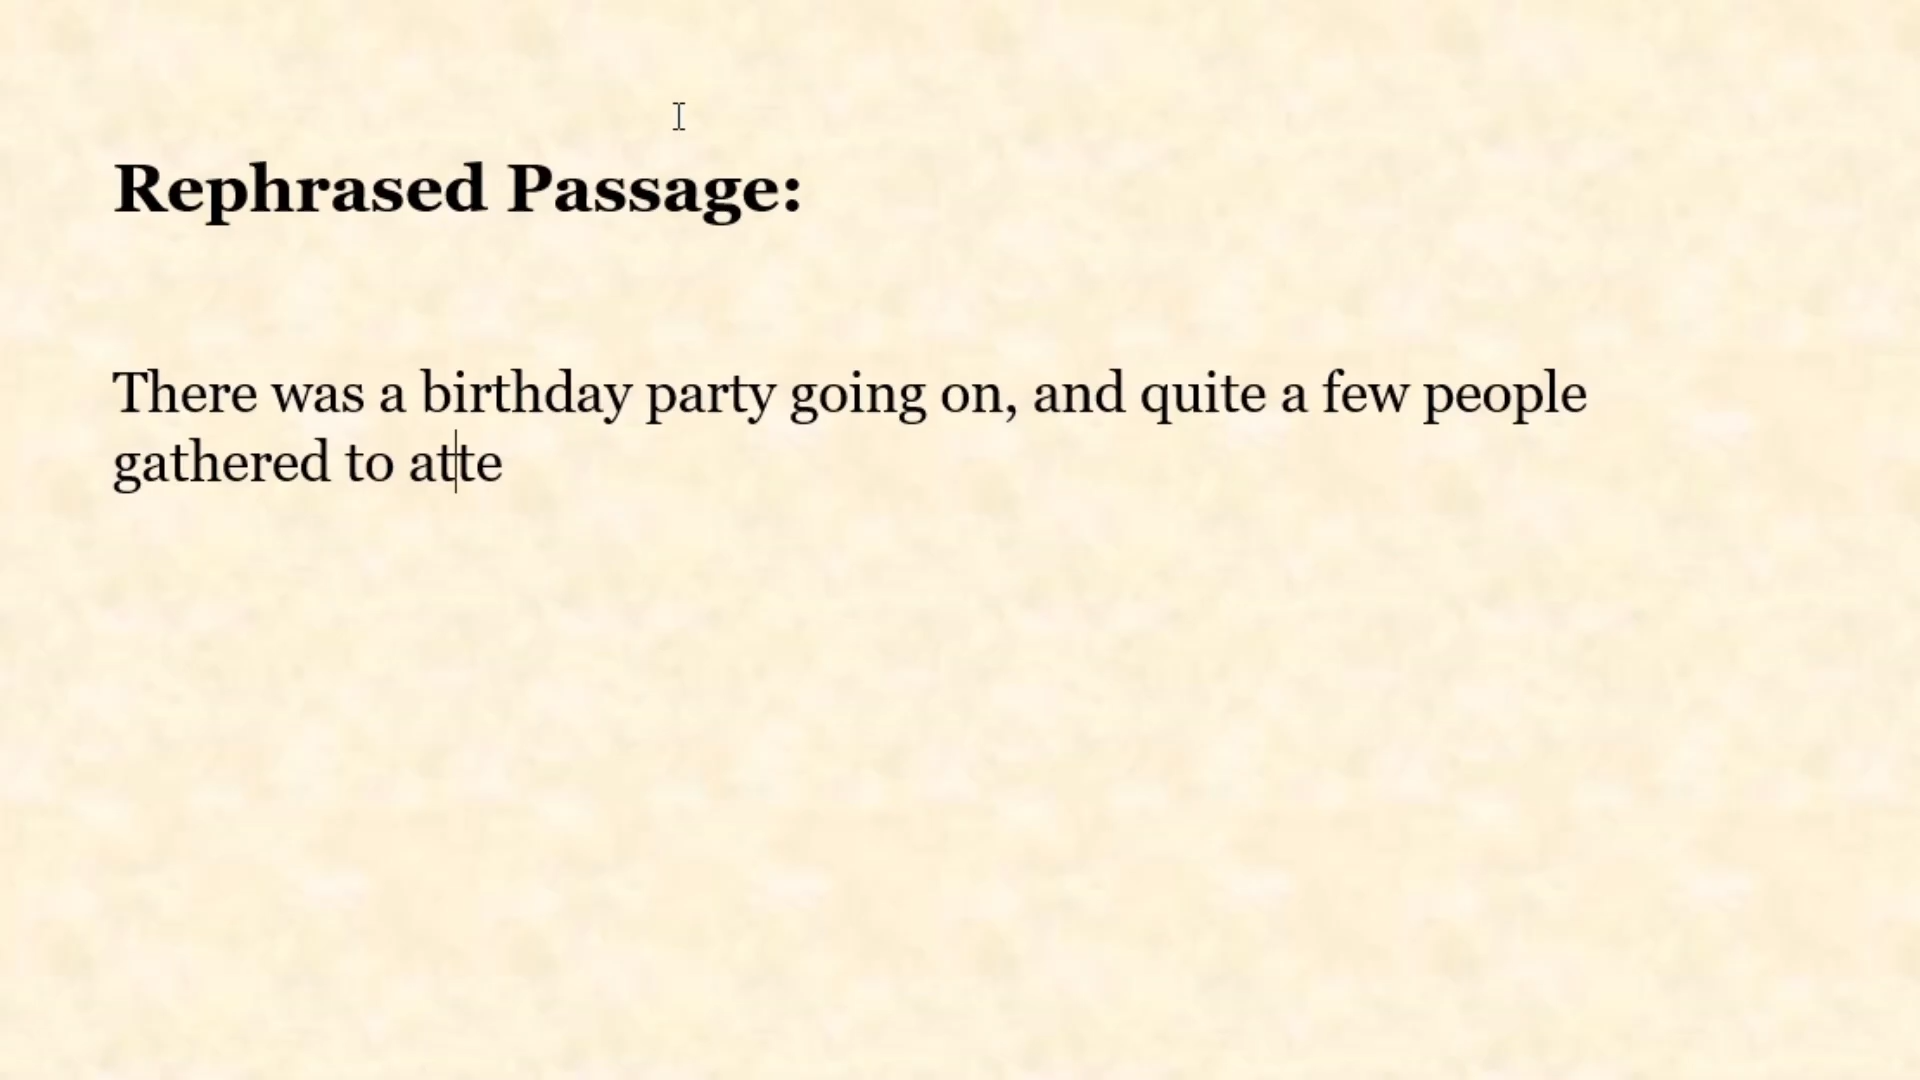 Rephrased Passage:
There was a birthday party going on, and quite a few people
gathered to atte